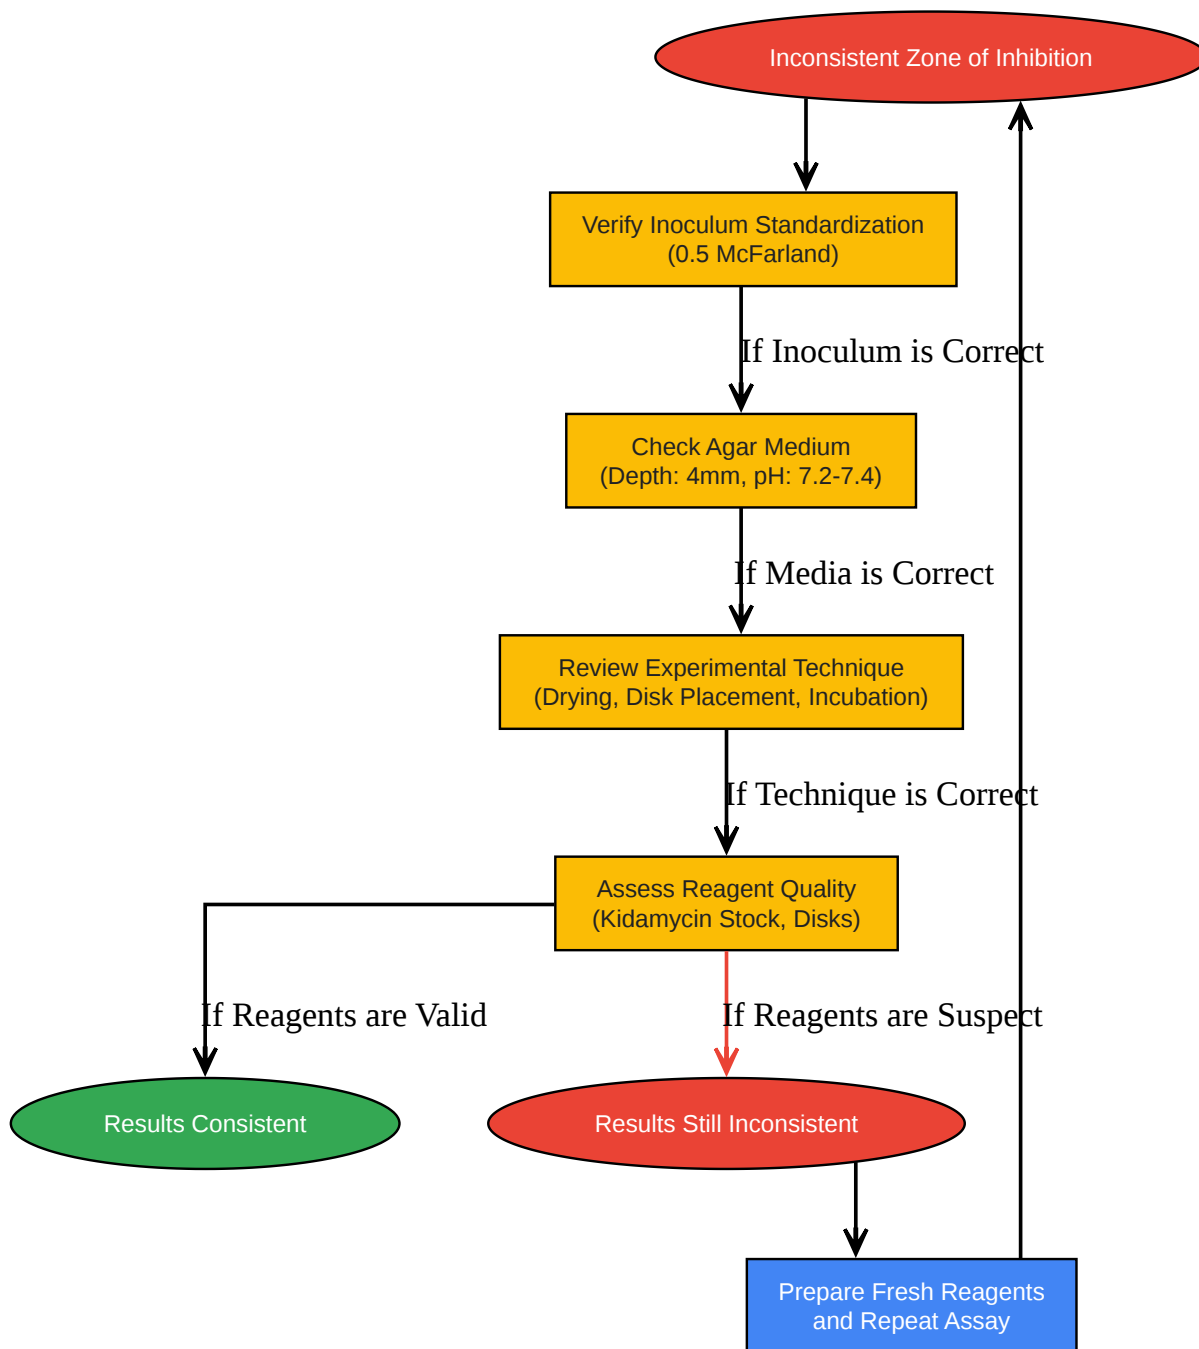 Inconsistent Zone of Inhibition
Verify Inoculum Standardization
(0.5 McFarland)
If Inoculum is Correct
Check Agar Medium
(Depth: 4mm, pH: 7.2-7.4)
If Media is Correct
Review Experimental Technique
(Drying, Disk Placement, Incubation)
If Technique is Correct
Assess Reagent Quality
(Kidamycin Stock, Disks)
If Reagents are Valid
If Reagents are Suspect
Results Consistent
Results Still Inconsistent
Prepare Fresh Reagents
and Repeat Assay